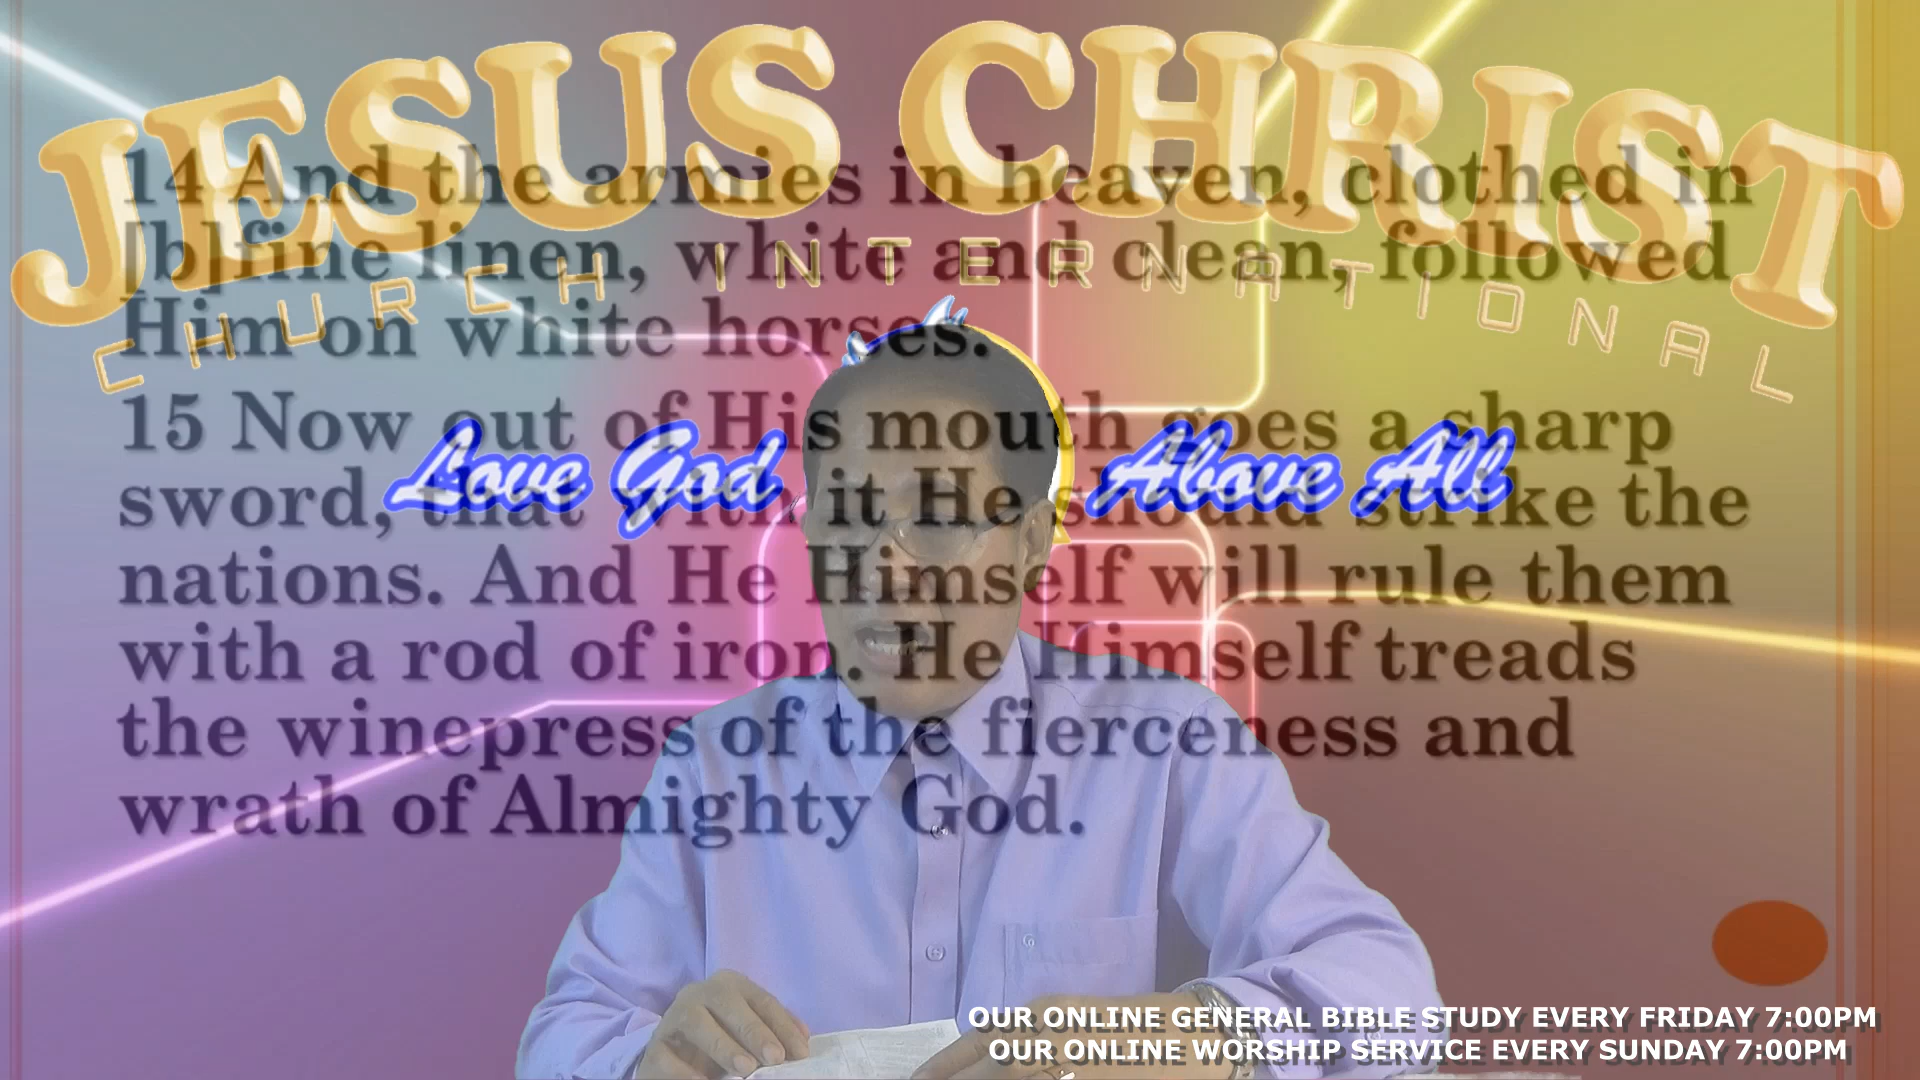 JESUS CHRIST
CHURCH INTERNATIONAL
14 And the armies in heaven, clothed in
[b]fine linen, white and clean, followed
Him on white horses.
15 Now out of His mouth goes a sharp
sword, that with it He should strike the
nations. And He Himself will rule them
with a rod of iron. He Himself treads
the winepress of the fierceness and
wrath of Almighty God.
Love God Above All
OUR ONLINE GENERAL BIBLE STUDY EVERY FRIDAY 7:00PM
OUR ONLINE WORSHIP SERVICE EVERY SUNDAY 7:00PM